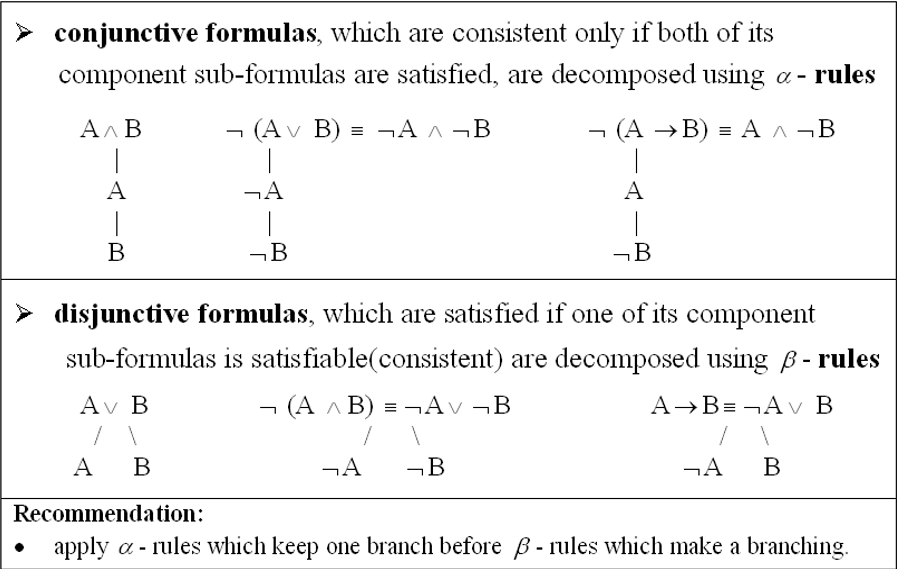 ➢ conjunctive formulas, which are consistent only if both of its
component sub-formulas are satisfied, are decomposed using α - rules
A ∧ B ¬ (A ∨ B) ≡ ¬A ∧ ¬B ¬ (A → B) ≡ A ∧ ¬B
| | |
A ¬A A
| | |
B ¬B ¬B
➢ disjunctive formulas, which are satisfied if one of its component
sub-formulas is satisfiable(consistent) are decomposed using β - rules
A ∨ B ¬ (A ∧ B) ≡ ¬A ∨ ¬B A → B ≡ ¬A ∨ B
/ \ / \ / \
A B ¬A ¬B ¬A B
Recommendation:
• apply α - rules which keep one branch before β - rules which make a branching.